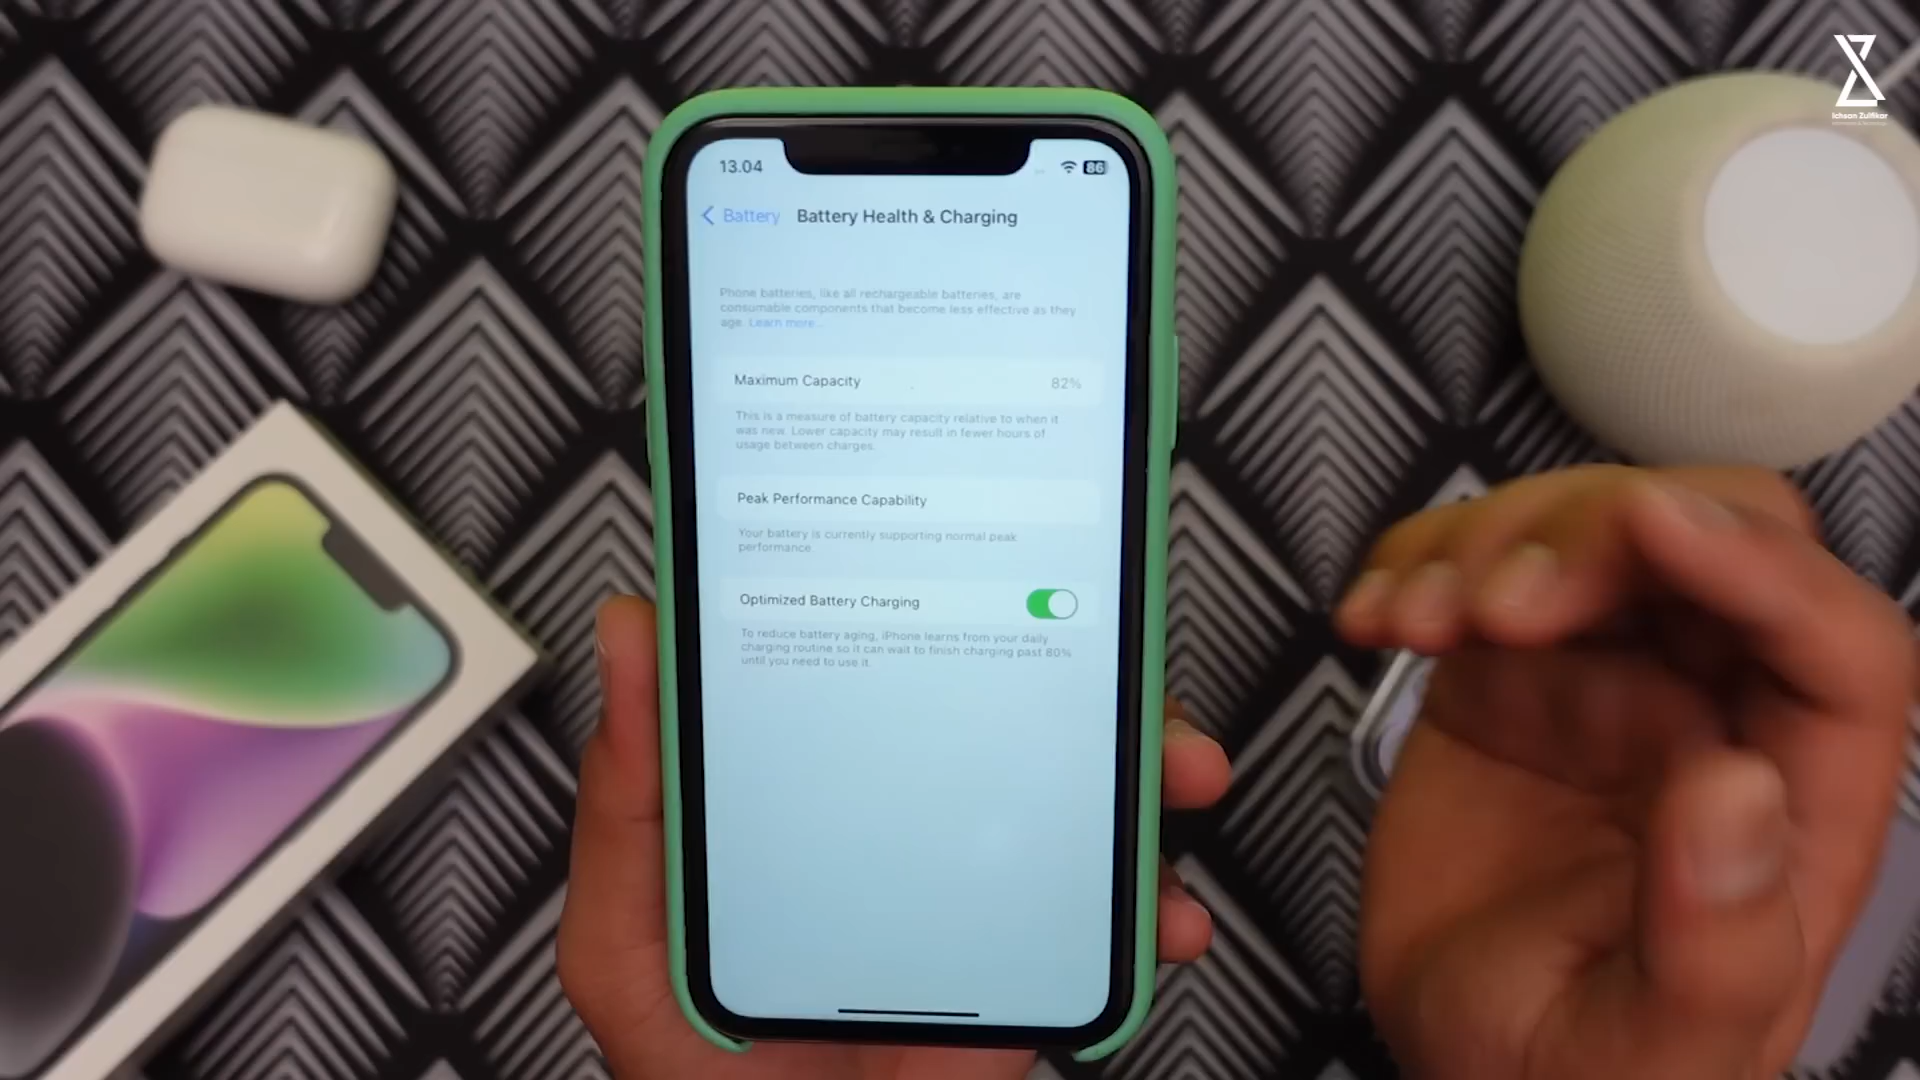 Ichsan Zulfikar
13.04
86
Battery
Battery Health & Charging
Phone batteries, like all rechargeable batteries, are
consumable components that become less effective as they
age. Learn more...
Maximum Capacity
82%
This is a measure of battery capacity relative to when it
was new. Lower capacity may result in fewer hours of
usage between charges.
Peak Performance Capability
Your battery is currently supporting normal peak
performance.
Optimized Battery Charging
To reduce battery aging, iPhone learns from your daily
charging routine so it can wait to finish charging past 80%
until you need to use it.